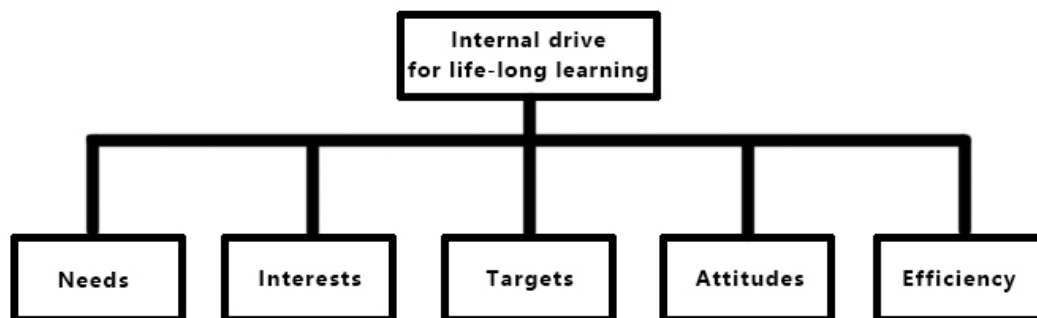 Internal drive
for life-long learning
Needs
Interests
Targets
Attitudes
Efficiency